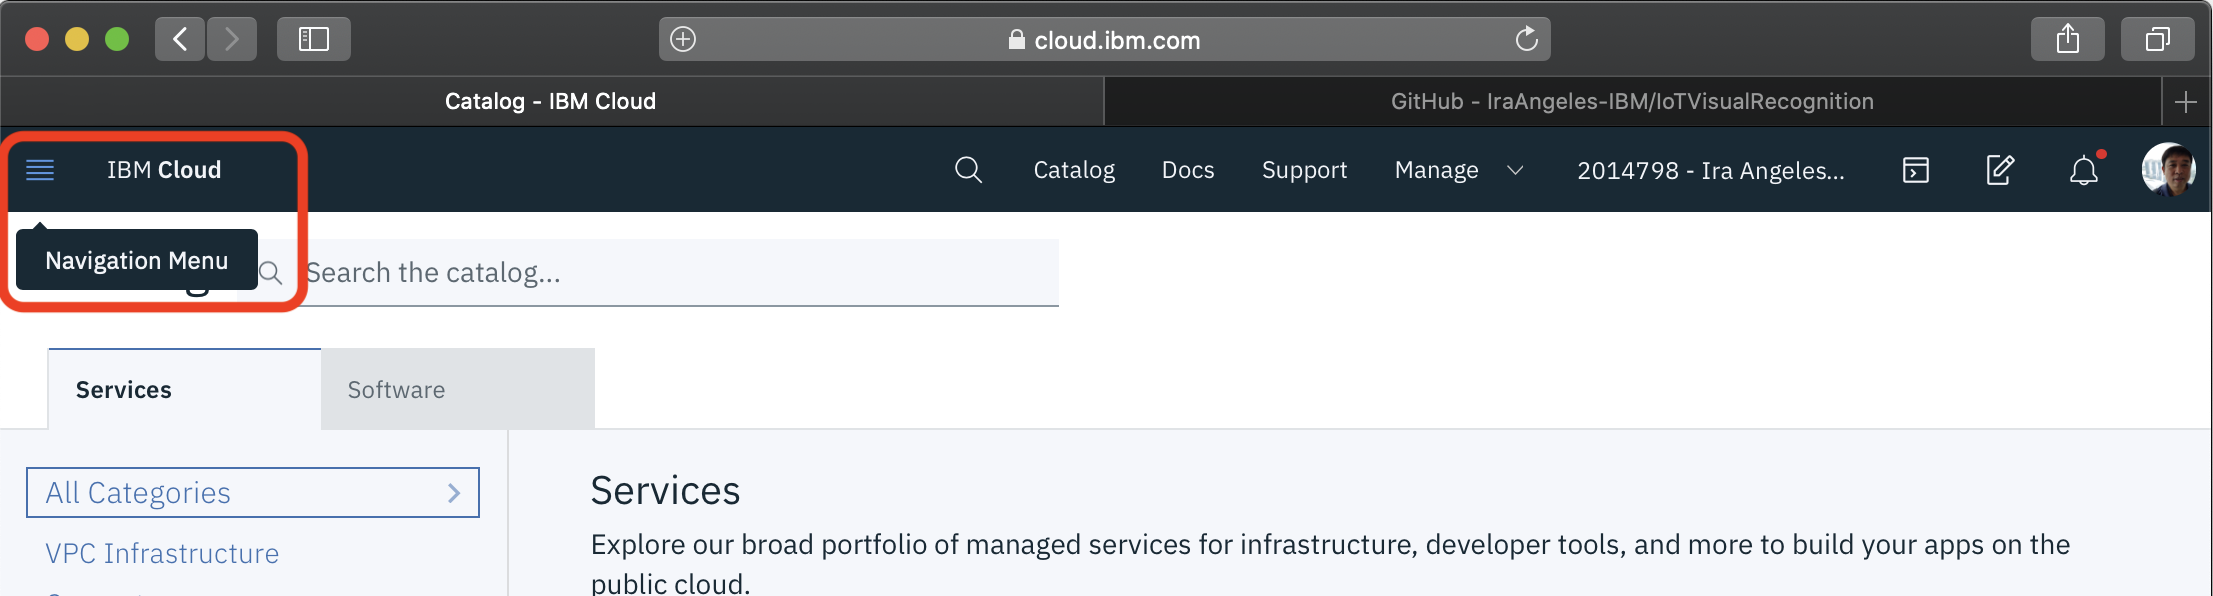 cloud.ibm.com
Catalog - IBM Cloud
GitHub - IraAngeles-IBM/IoTVisualRecognition
IBM Cloud
Catalog
Docs
Support
Manage
2014798 - Ira Angeles...
Navigation Menu
Search the catalog...
Services
Software
All Categories
VPC Infrastructure
Services
Explore our broad portfolio of managed services for infrastructure, developer tools, and more to build your apps on the
public cloud.